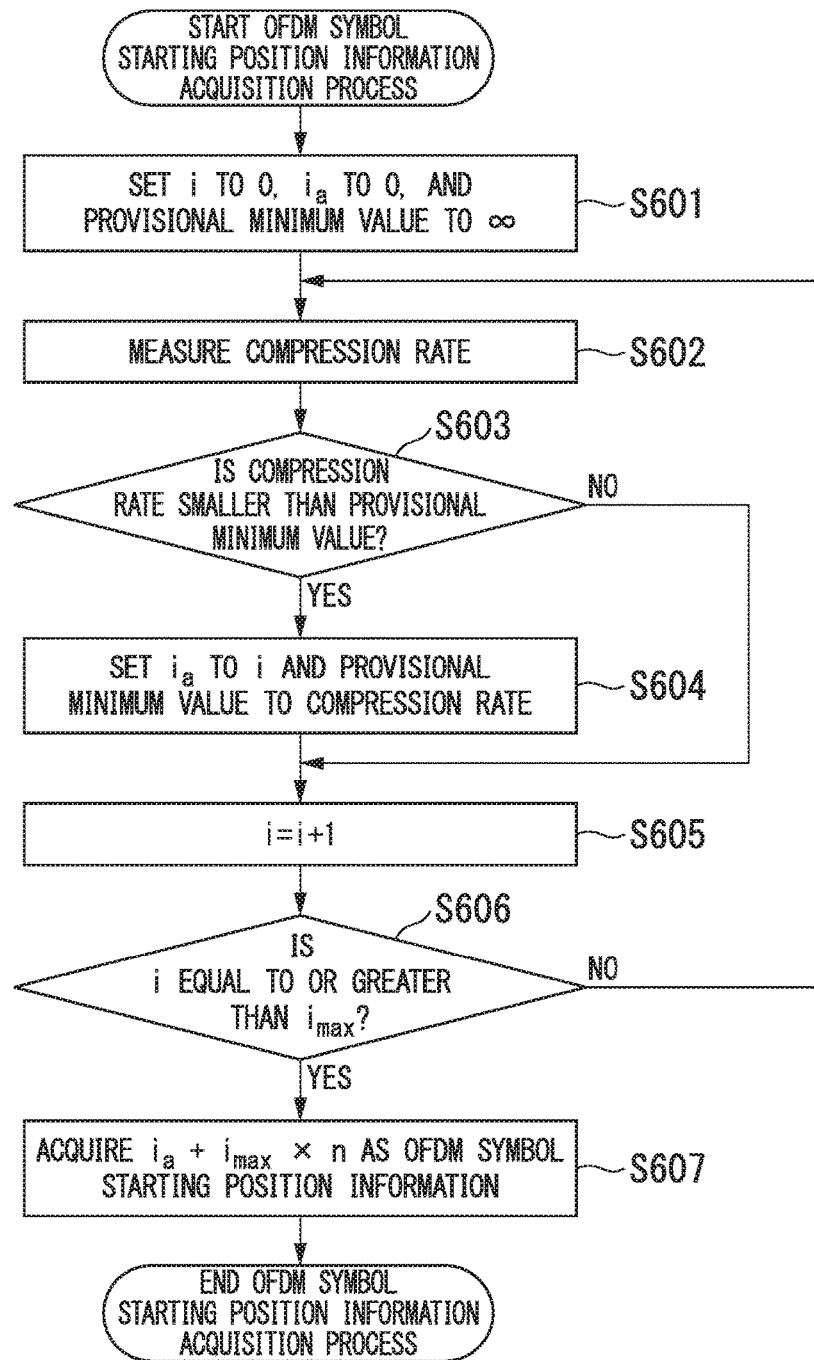 START OFDM SYMBOL
STARTING POSITION INFORMATION
ACQUISITION PROCESS
SET i to 0, iₐ TO 0, AND
PROVISIONAL MINIMUM VALUE TO ∞
S601
MEASURE COMPRESSION RATE
S602
S603
IS COMPRESSION
RATE SMALLER THAN PROVISIONAL
MINIMUM VALUE?
NO
YES
SET iₐ TO i AND PROVISIONAL
MINIMUM VALUE TO COMPRESSION RATE
S604
i=i+1
S605
S606
IS
i EQUAL TO OR GREATER
THAN iₘₐₓ?
NO
YES
ACQUIRE iₐ + iₘₐₓ × n AS OFDM SYMBOL
STARTING POSITION INFORMATION
S607
END OFDM SYMBOL
STARTING POSITION INFORMATION
ACQUISITION PROCESS